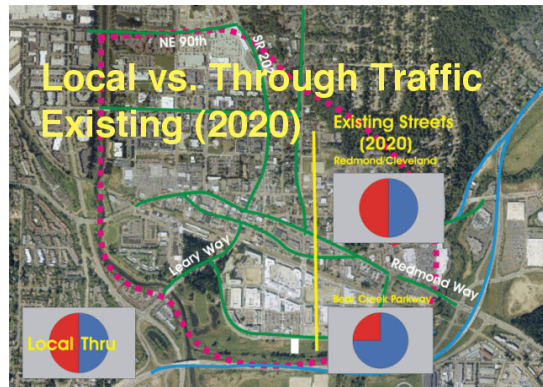 NE 90th
SR 202
Local vs. Through Traffic
Existing (2020)
Existing Streets
(2020)
Redmond/Cleveland
Leary Way
Redmond Way
Bear Creek Parkway
Local Thru